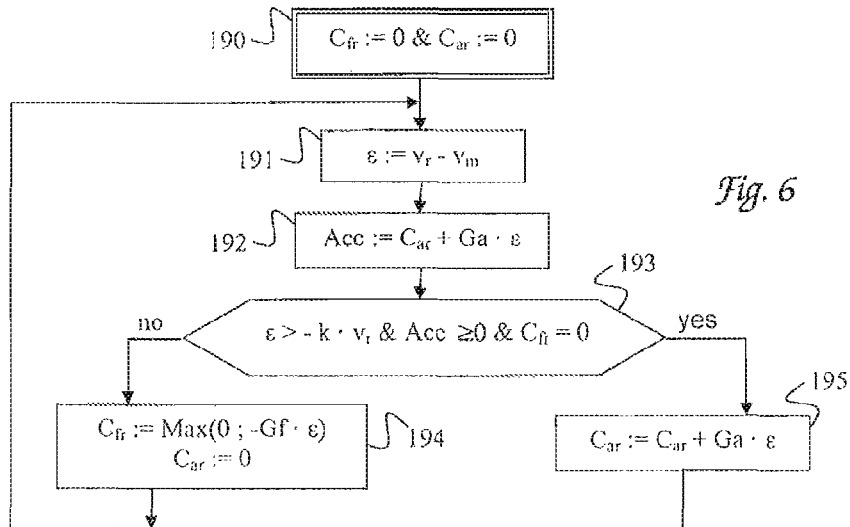 190
C_fr := 0 & C_ar := 0
191
ε := v_r - v_m
Fig. 6
192
Acc := C_ar + Ga · ε
193
no
ε > - k · v_r & Acc ≥0 & C_fr = 0
yes
C_fr := Max(0 ; -Gf · ε)
C_ar := 0
194
195
C_ar := C_ar + Ga · ε